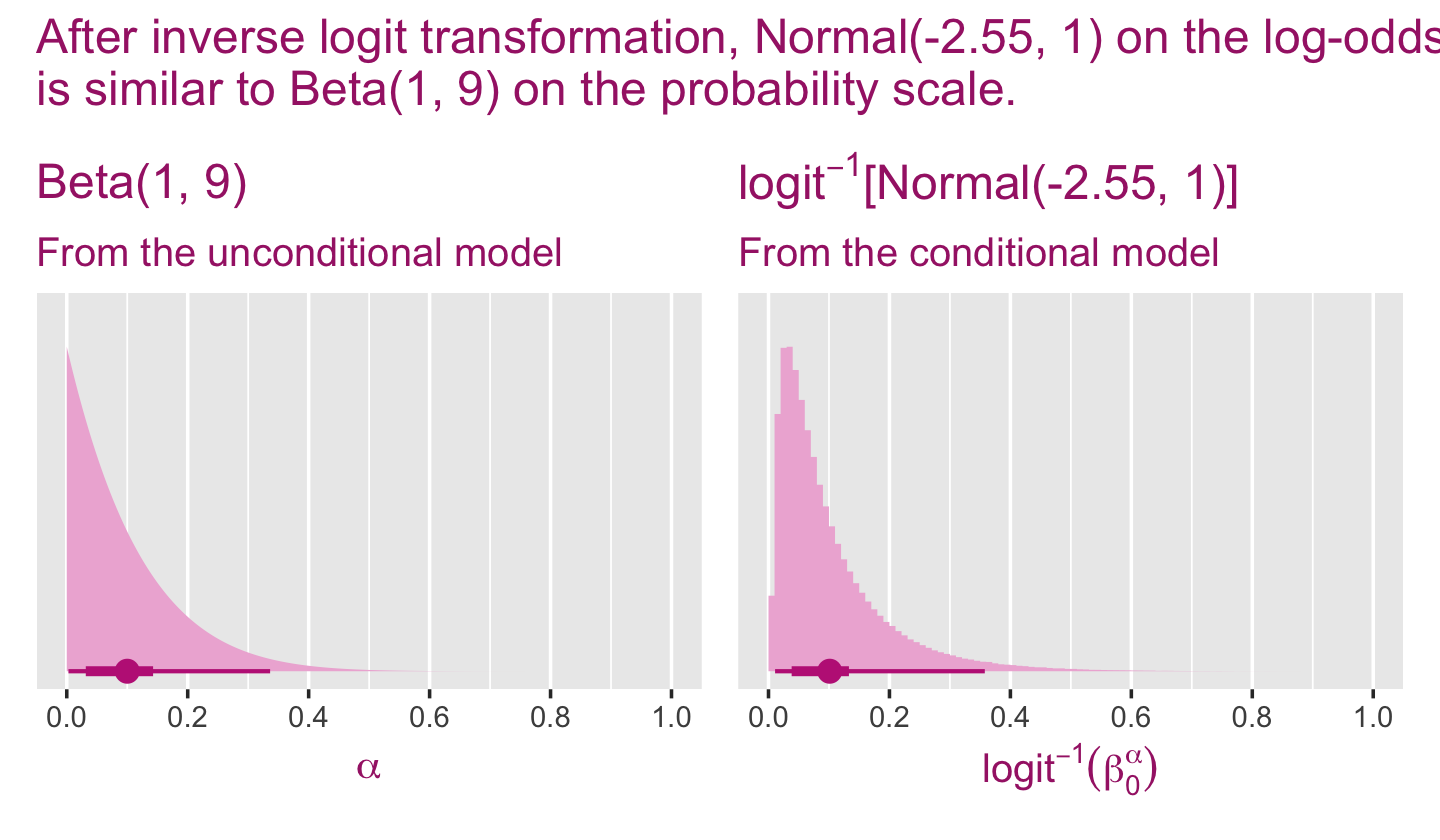 After inverse logit transformation, Normal(-2.55, 1) on the log-odds
is similar to Beta(1, 9) on the probability scale.
Beta(1, 9)
From the unconditional model
0.0 0.2 0.4 0.6 0.8 1.0
α
logit⁻¹[Normal(-2.55, 1)]
From the conditional model
0.0 0.2 0.4 0.6 0.8 1.0
logit⁻¹(β₀ᵅ)